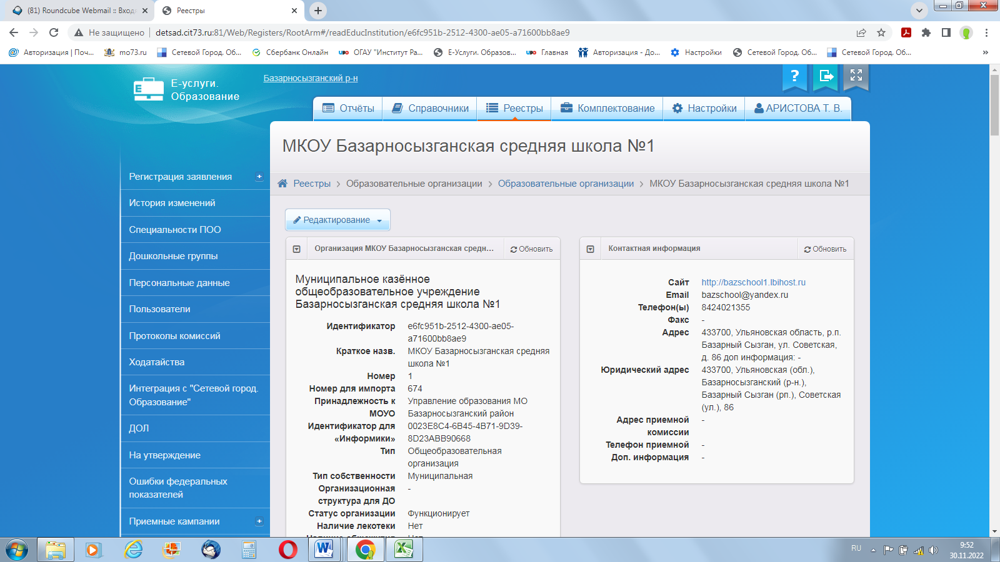 (81) Roundcube Webmail :: Входя
Реестры
Не защищено
detsad.cit73.ru:81/Web/Registers/RootArm#/readEducInstitution/e6fc951b-2512-4300-ae05-a71600bb8ae9
Авторизация | Поч...
mo73.ru
Сетевой Город. Об...
Сбербанк Онлайн
ОГАУ "Институт Ра...
Е-Услуги. Образов...
Главная
Авторизация - До...
Настройки
Сетевой Город. Об...
Сетевой Город. Об...
Е-услуги.
Образование
Базарносызганский р-н
Отчёты
Справочники
Реестры
Комплектование
Настройки
АРИСТОВА Т. В.
МКОУ Базарносызганская средняя школа №1
Реестры > Образовательные организации > Образовательные организации > МКОУ Базарносызганская средняя школа №1
Регистрация заявления
История изменений
Специальности ПОО
Дошкольные группы
Персональные данные
Пользователи
Протоколы комиссий
Ходатайства
Интеграция с "Сетевой город.
Образование"
ДОЛ
На утверждение
Ошибки федеральных
показателей
Приемные кампании
Редактирование
Организация МКОУ Базарносызганская средн...
Обновить
Муниципальное казённое
общеобразовательное учреждение
Базарносызганская средняя школа №1
Идентификатор e6fc951b-2512-4300-ae05-
a71600bb8ae9
Краткое назв. МКОУ Базарносызганская средняя
школа №1
Номер 1
Номер для импорта 674
Принадлежность к Управление образования МО
МОУО Базарносызганский район
Идентификатор для 0023E8C4-6B45-4B71-9D39-
«Информики» 8D23ABB90668
Тип Общеобразовательная
организация
Тип собственности Муниципальная
Организационная -
структура для ДО
Статус организации Функционирует
Наличие лекотеки Нет
Контактная информация
Обновить
Сайт http://bazschool1.lbihost.ru
Email bazschool@yandex.ru
Телефон(ы) 8424021355
Факс -
Адрес 433700, Ульяновская область, р.п.
Базарный Сызган, ул. Советская,
д. 86 доп информация: -
Юридический адрес 433700, Ульяновская (обл.),
Базарносызганский (р-н.),
Базарный Сызган (рп.), Советская
(ул.), 86
Адрес приемной -
комиссии
Телефон приемной -
Доп. информация -
RU
9:52
30.11.2022